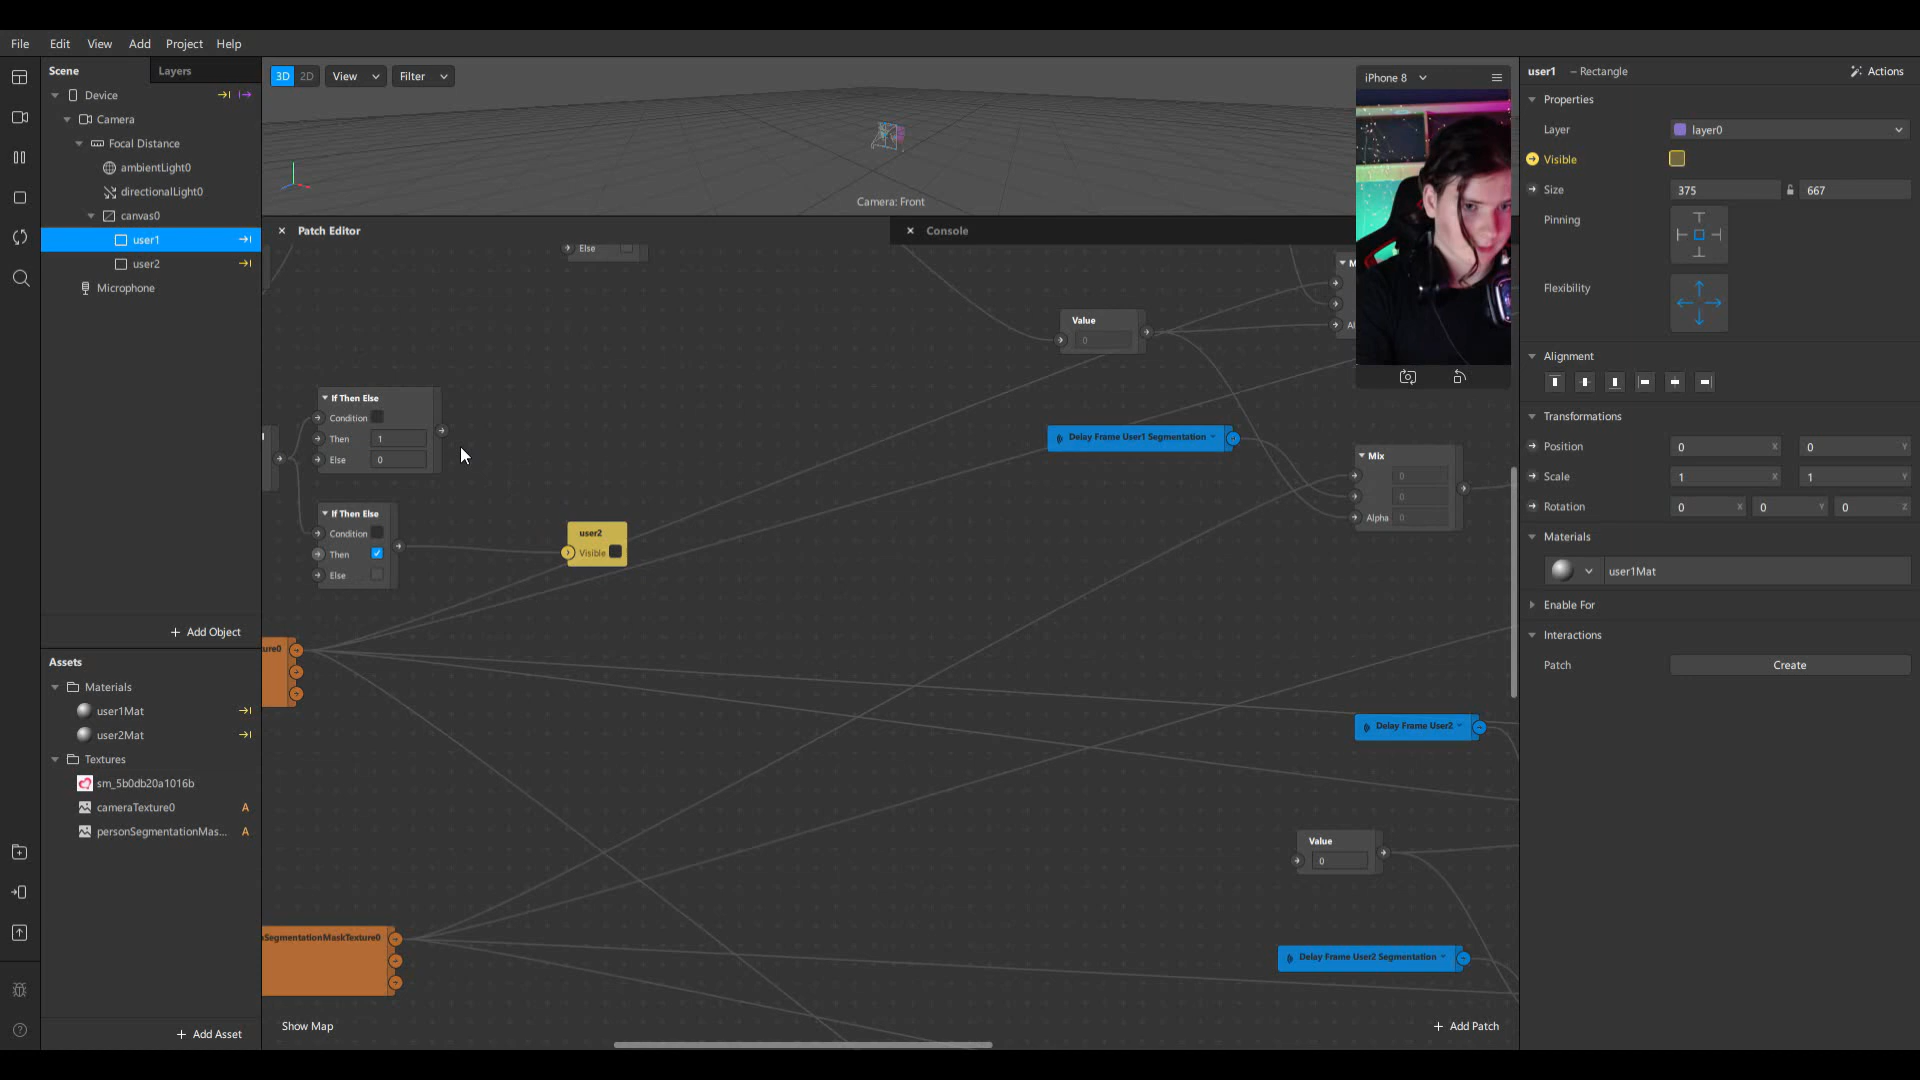 File Edit View Add Project Help
Scene Layers
Device
Camera
Focal Distance
ambientLight0
directionalLight0
canvas0
user1
user2
Microphone
+ Add Object
Assets
Materials
user1Mat
user2Mat
Textures
sm_5b0db20a1016b
cameraTexture0 A
personSegmentationMas... A
+ Add Asset
3D 2D View Filter
Camera: Front
iPhone 8
Patch Editor
Console
Else
If Then Else
Condition
Then 1
Else 0
If Then Else
Condition
Then
Else
user2
Visible
Value
0
Delay Frame User1 Segmentation
Mix
0
0
Alpha 0
Delay Frame User2
Value
0
Delay Frame User2 Segmentation
Show Map
+ Add Patch
user1 – Rectangle Actions
Properties
Layer layer0
Visible
Size 375 667
Pinning
Flexibility
Alignment
Transformations
Position 0 X 0 Y
Scale 1 X 1 Y
Rotation 0 X 0 Y 0 Z
Materials
user1Mat
Enable For
Interactions
Patch Create